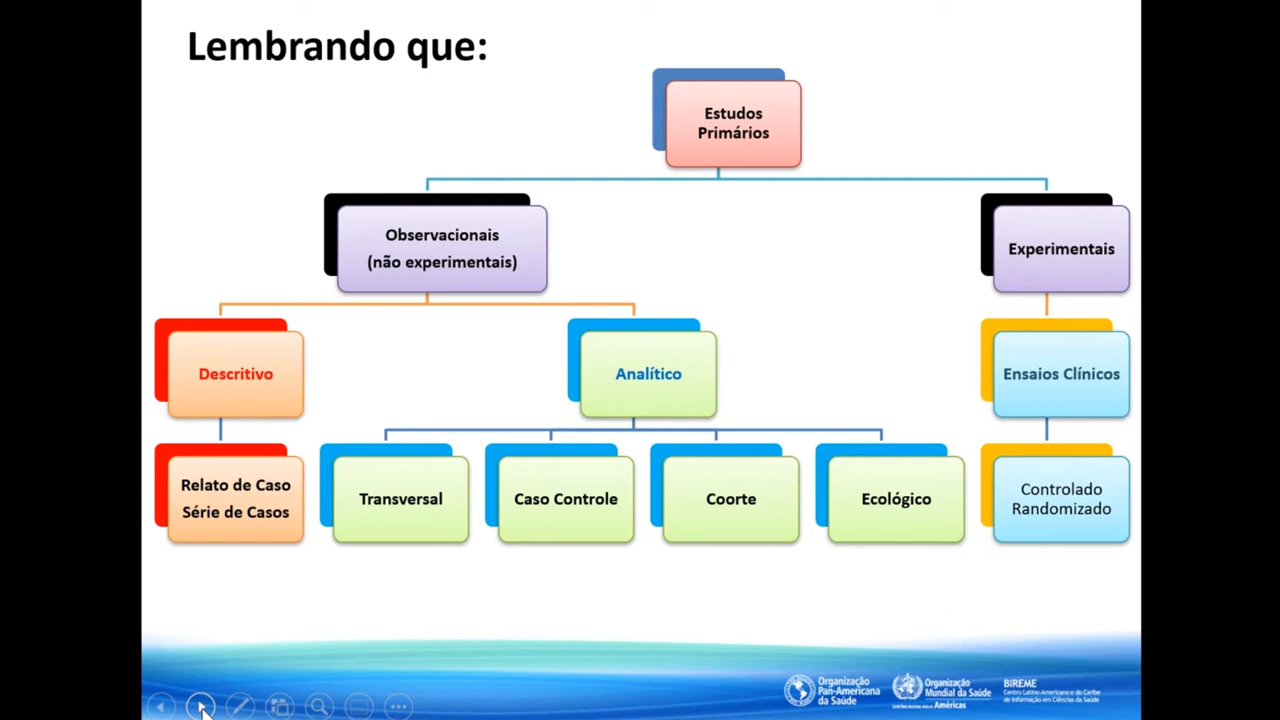 Lembrando que:
Estudos
Primários
Observacionais
(não experimentais)
Experimentais
Descritivo
Analítico
Ensaios Clínicos
Relato de Caso
Série de Casos
Transversal
Caso Controle
Coorte
Ecológico
Controlado
Randomizado
Organização
Pan-Americana
da Saúde
Organização
Mundial da Saúde
Américas
BIREME
Centro Latino-Americano e do Caribe
de Informação em Ciências da Saúde